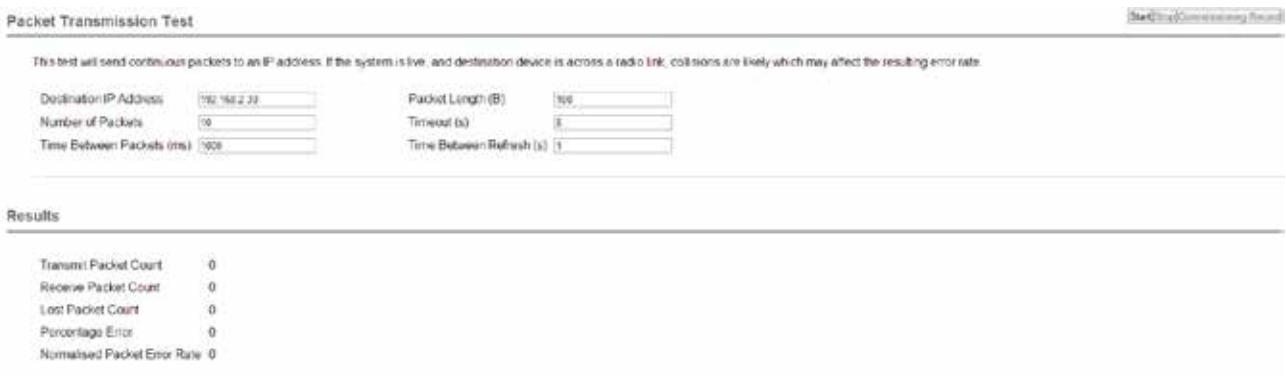 Packet Transmission Test
Start Stop Commissioning Record
This test will send continuous packets to an IP address. If the system is live, and destination device is across a radio link, collisions are likely which may affect the resulting error rate.
Destination IP Address 192.168.2.30 Packet Length (B) 100
Number of Packets 10 Timeout (s)
Time Between Packets (ms) 1000 Time Between Refresh (s) 1
Results
Transmit Packet Count 0
Receive Packet Count 0
Lost Packet Count 0
Percentage Error 0
Normalised Packet Error Rate 0